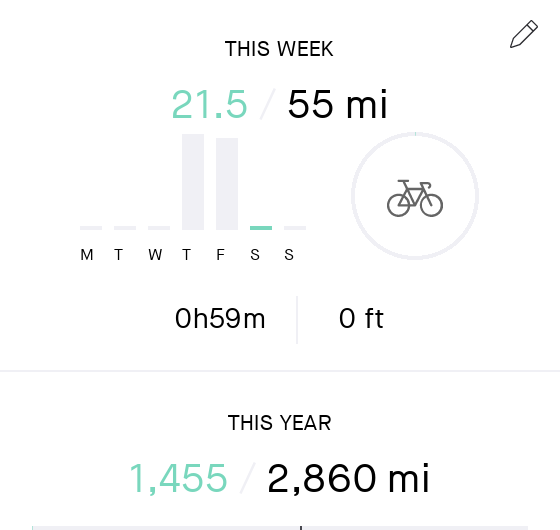 THIS WEEK
21.5 / 55 mi
M T W T F S S
0h59m 0 ft
THIS YEAR
1,455 / 2,860 mi